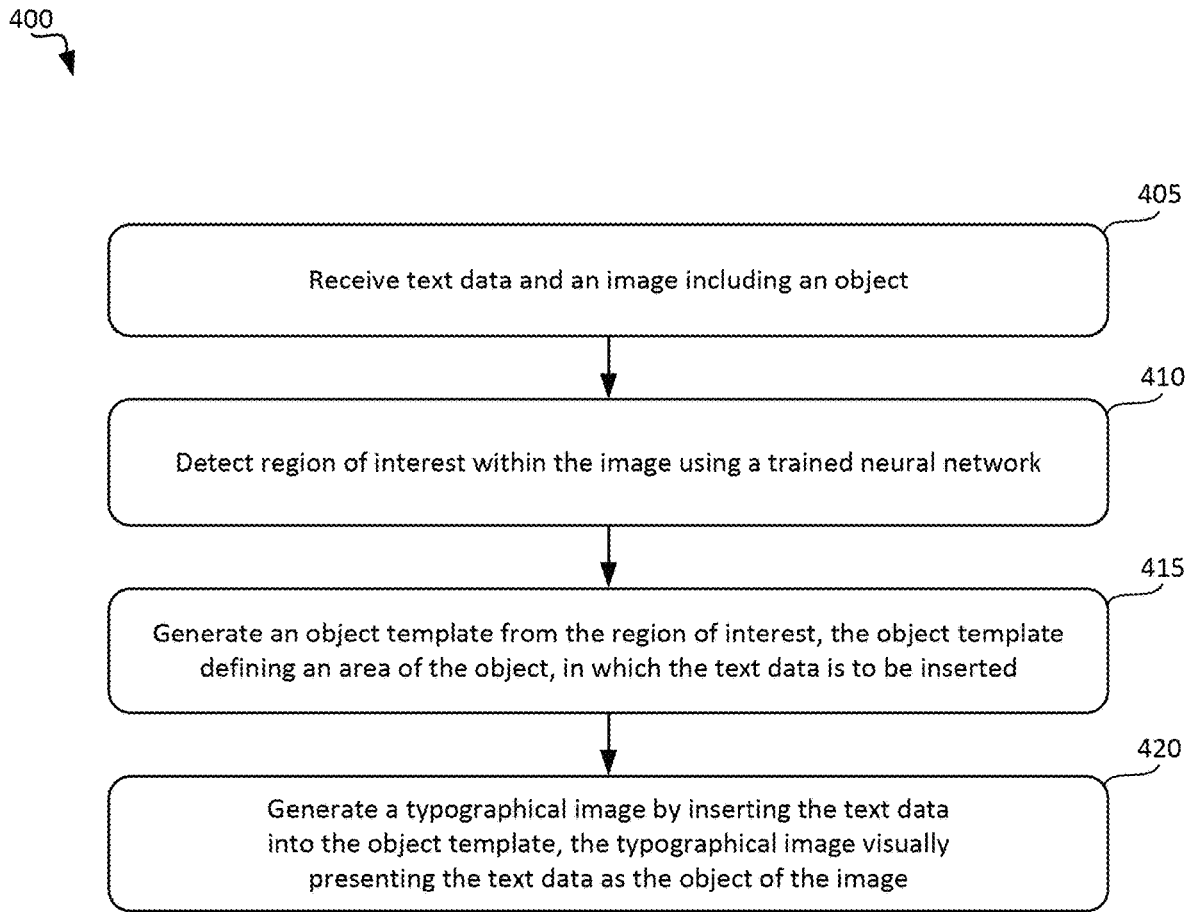 400
405
Receive text data and an image including an object
410
Detect region of interest within the image using a trained neural network
415
Generate an object template from the region of interest, the object template
defining an area of the object, in which the text data is to be inserted
420
Generate a typographical image by inserting the text data
into the object template, the typographical image visually
presenting the text data as the object of the image